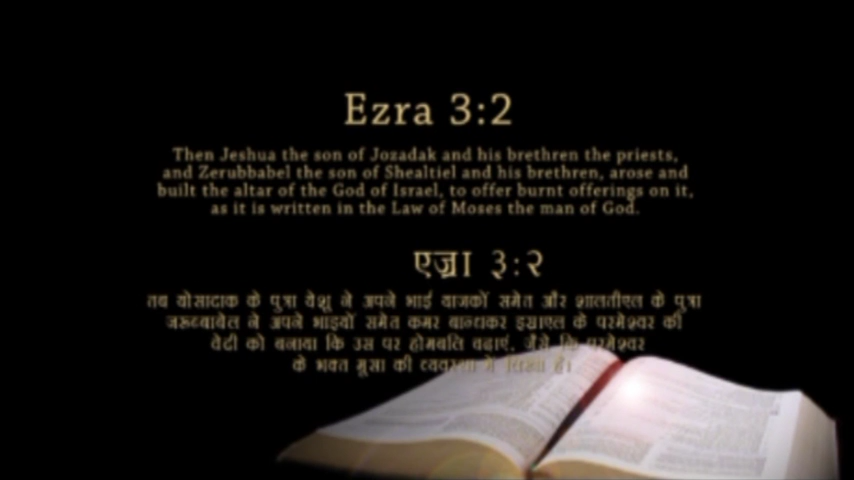 Ezra 3:2
Then Jeshua the son of Jozadak and his brethren the priests,
and Zerubbabel the son of Shealtiel and his brethren, arose and
built the altar of the God of Israel, to offer burnt offerings on it,
as it is written in the Law of Moses the man of God.
एज्रा ३:२
तब योसादाक के पुत्रा येशू ने अपने भाई याजकों समेत और शालतीएल के पुत्रा
जरूब्बाबेल ने अपने भाइयों समेत कमर बान्धकर इस्राएल के परमेश्वर की
वेदी को बनाया कि उस पर होमबलि चढ़ाएं, जैसे कि परमेश्वर
के भक्त मूसा की व्यवस्था में लिखा है।